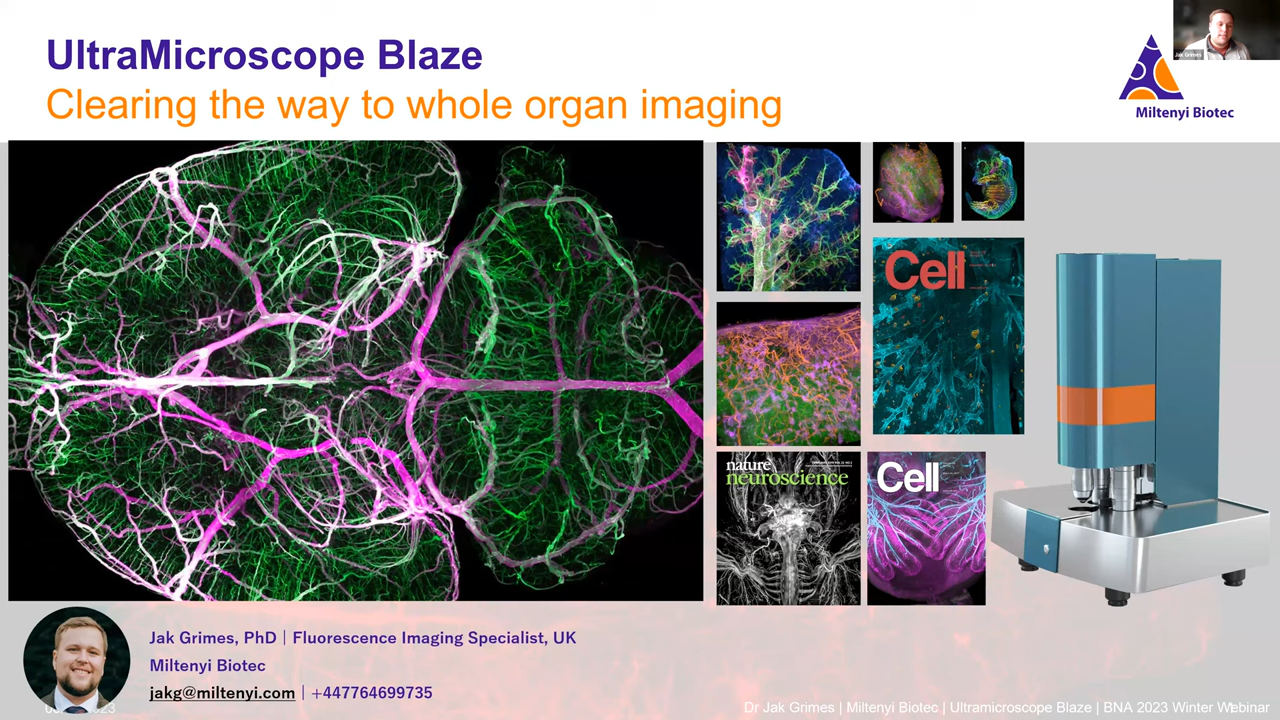 UltraMicroscope Blaze
Clearing the way to whole organ imaging
Jak Grimes
Miltenyi Biotec
Cell
nature
neuroscience
Cell
Jak Grimes, PhD | Fluorescence Imaging Specialist, UK
Miltenyi Biotec
jakg@miltenyi.com | +447764699735
Dr Jak Grimes | Miltenyi Biotec | Ultramicroscope Blaze | BNA 2023 Winter Webinar